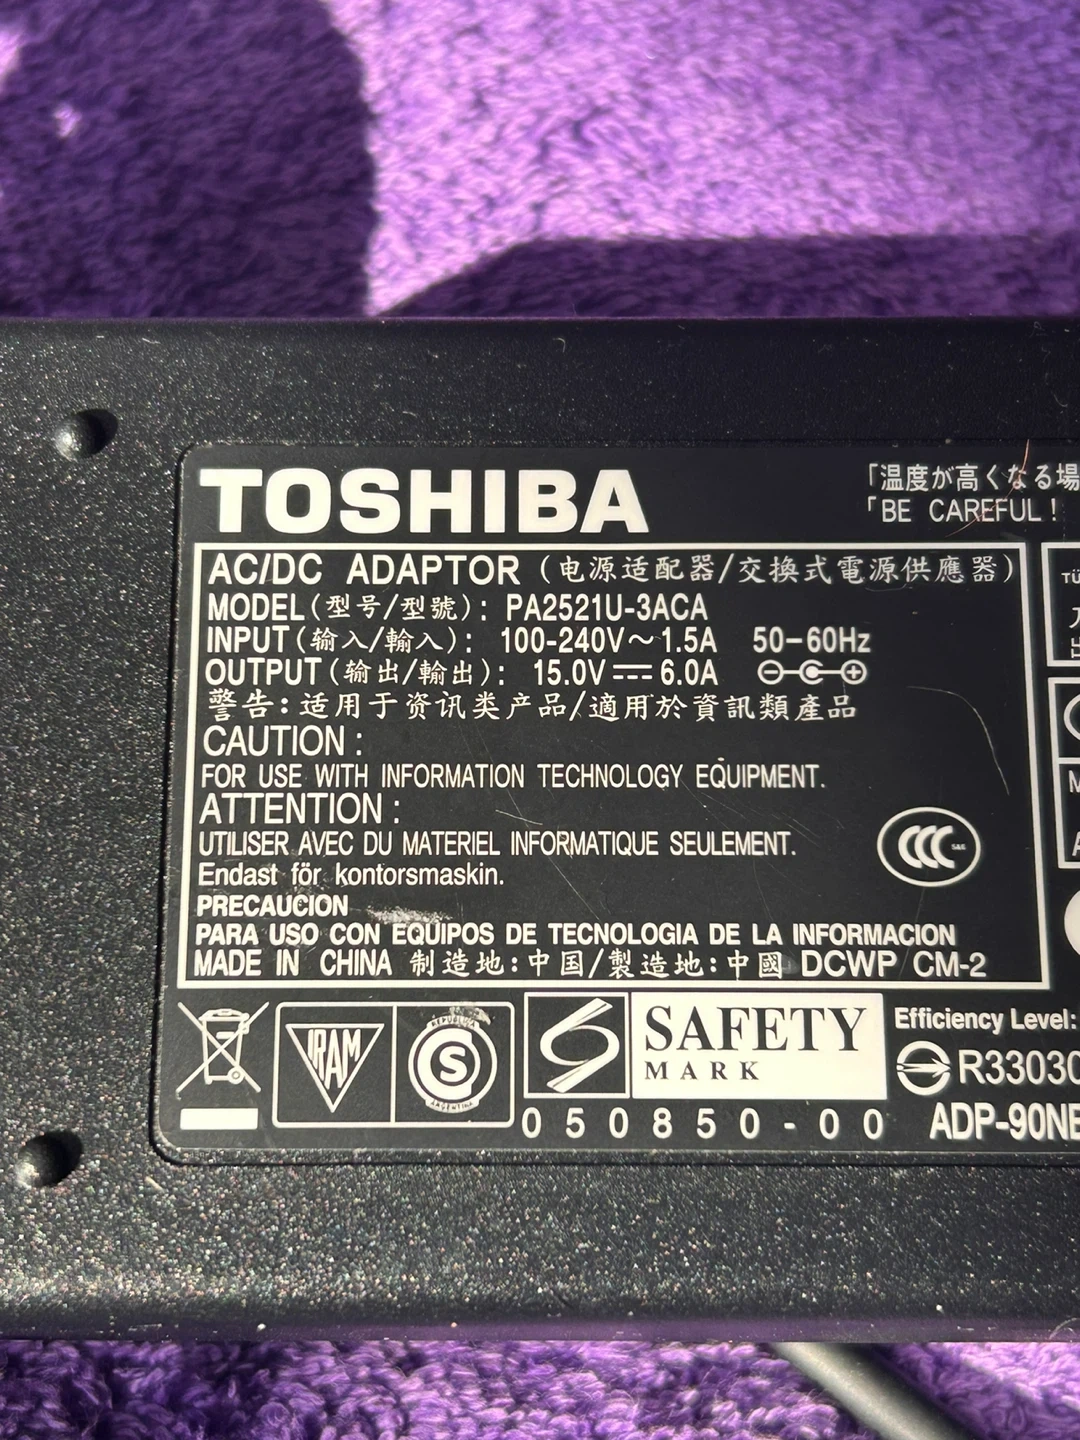 TOSHIBA
「温度が高くなる場
「BE CAREFUL!
AC/DC ADAPTOR (电源适配器/交換式電源供應器)
MODEL(型号/型號): PA2521U-3ACA
INPUT(输入/輸入): 100-240V~1.5A 50-60Hz
OUTPUT(输出/輸出): 15.0V⎓6.0A
警告:适用于资讯类产品/適用於資訊類產品
CAUTION:
FOR USE WITH INFORMATION TECHNOLOGY EQUIPMENT.
ATTENTION:
UTILISER AVEC DU MATERIEL INFORMATIQUE SEULEMENT.
Endast för kontorsmaskin.
PRECAUCION
PARA USO CON EQUIPOS DE TECNOLOGIA DE LA INFORMACION
MADE IN CHINA 制造地:中国/製造地:中國 DCWP CM-2
CCC S&E
TÜ
M
A
IRAM
REPUBLICA
S
ARGENTINA
SAFETY
MARK
050850-00
Efficiency Level:
R33030
ADP-90NE